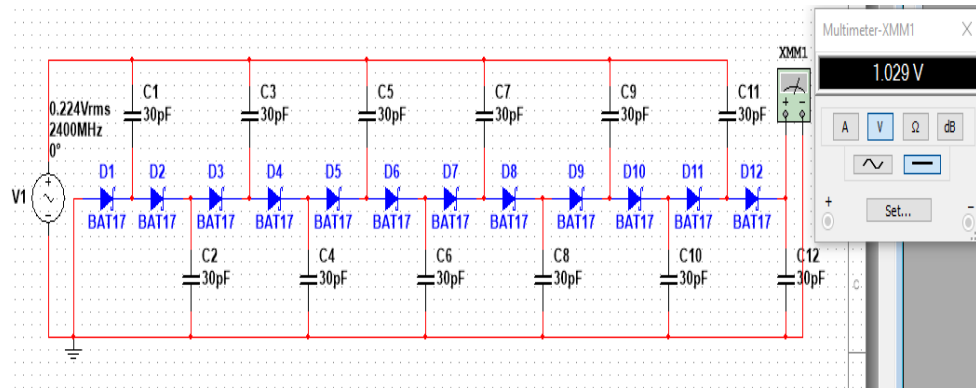 Multimeter-XMM1 X
1.029 V
A V Ω dB
Set...
+ -
XMM1
+ -
C1
30pF
C3
30pF
C5
30pF
C7
30pF
C9
30pF
C11
30pF
0.224Vrms
2400MHz
0°
V1
D1 D2 D3 D4 D5 D6 D7 D8 D9 D10 D11 D12
BAT17 BAT17 BAT17 BAT17 BAT17 BAT17 BAT17 BAT17 BAT17 BAT17 BAT17 BAT17
C2
30pF
C4
30pF
C6
30pF
C8
30pF
C10
30pF
C12
30pF
C